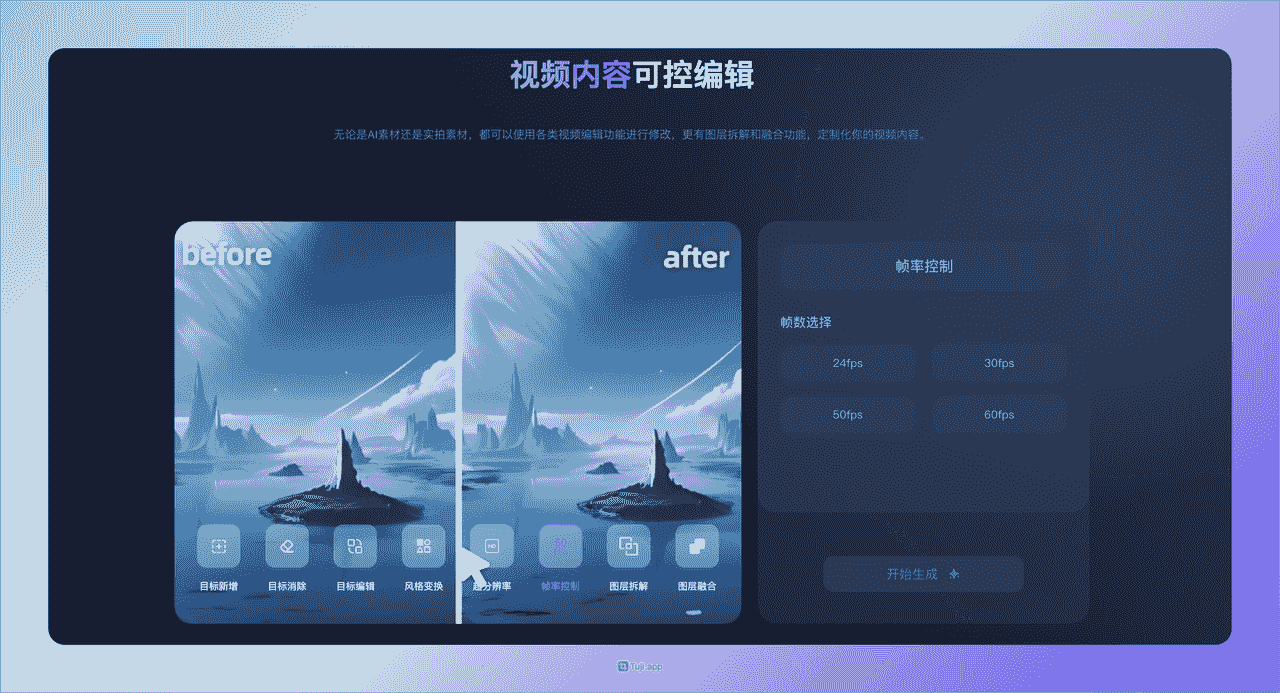 视频内容可控编辑
无论是AI素材还是实拍素材，都可以使用各类视频编辑功能进行修改，更有图层拆解和融合功能，定制化你的视频内容。
before
after
HD
目标新增
目标消除
目标编辑
风格变换
超分辨率
帧率控制
图层拆解
图层融合
帧率控制
帧数选择
24fps
30fps
50fps
60fps
开始生成
Tuji.app